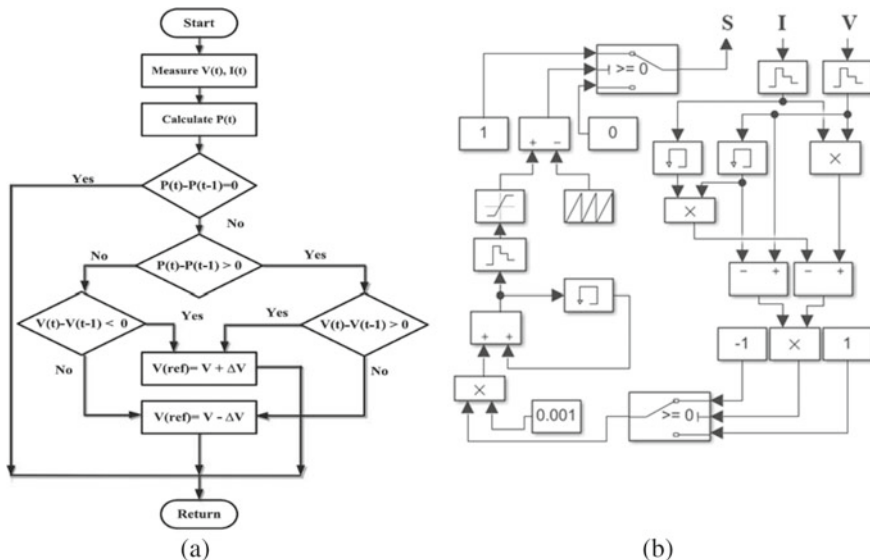 Start
Measure V(t), I(t)
Calculate P(t)
Yes
P(t)-P(t-1)=0
No
No
P(t)-P(t-1) > 0
Yes
V(t)-V(t-1) < 0
Yes
Yes
V(t)-V(t-1) > 0
No
V(ref)= V + ΔV
No
V(ref)= V - ΔV
Return
(a)
S I V
>= 0
1
+ -
0
×
×
- +
- +
+ +
-1
×
1
×
0.001
>= 0
(b)